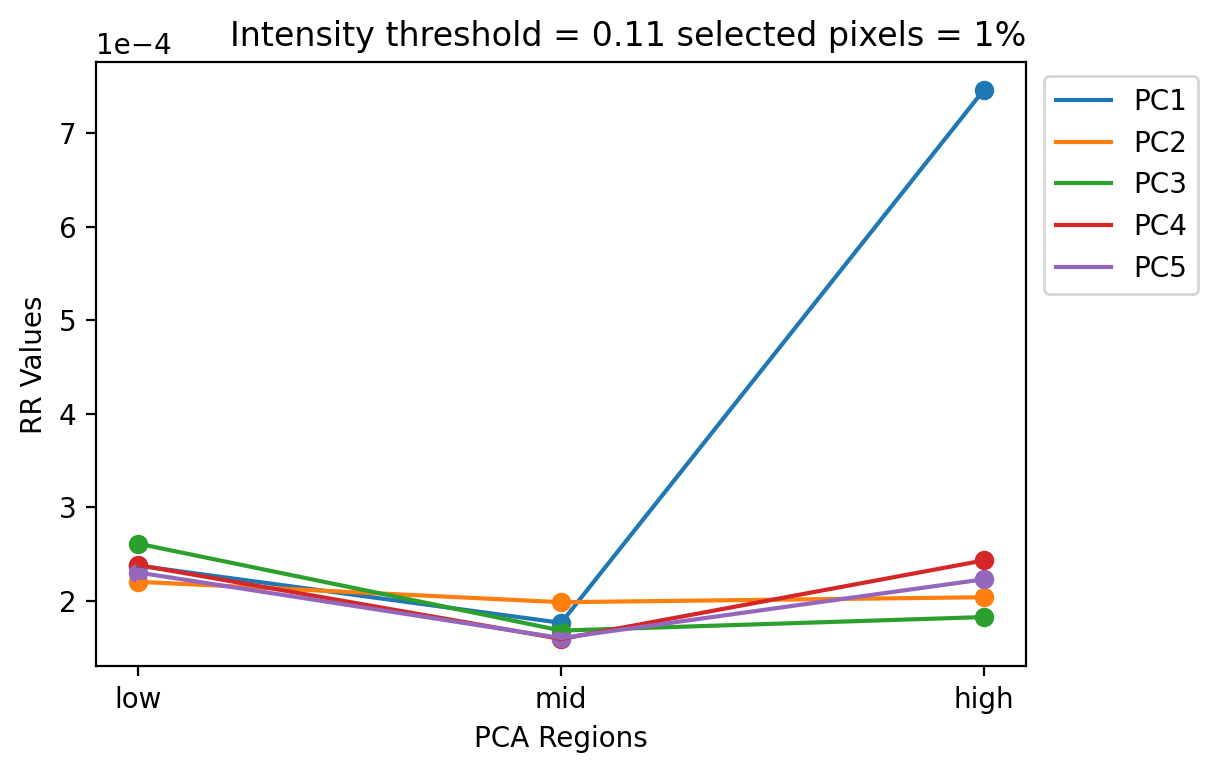 Intensity threshold = 0.11 selected pixels = 1%
1e−4
7
6
5
4
3
2
RR Values
low
mid
high
PCA Regions
PC1
PC2
PC3
PC4
PC5